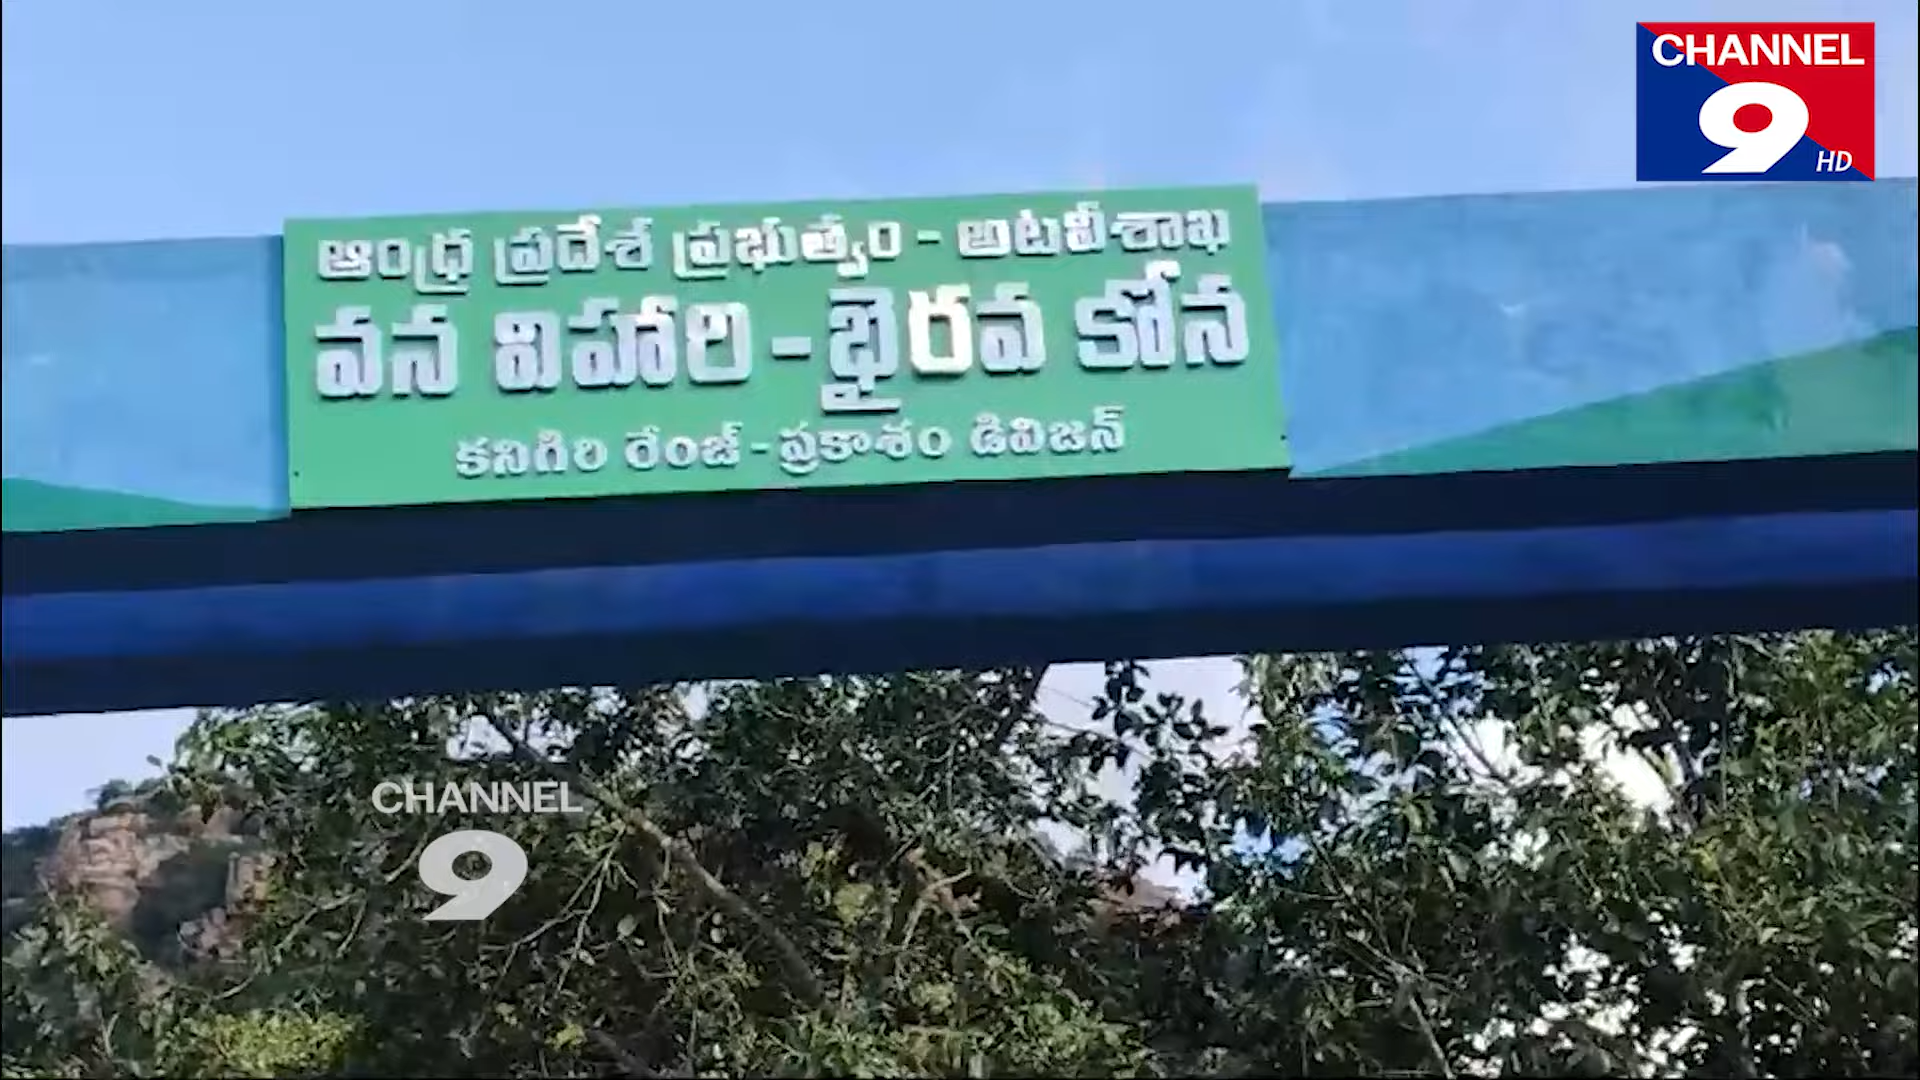 CHANNEL
9
HD
ఆంధ్ర ప్రదేశ్ ప్రభుత్వం - అటవీశాఖ
వన విహారి - భైరవ కోన
కనిగిరి రేంజ్ - ప్రకాశం డివిజన్
CHANNEL
9